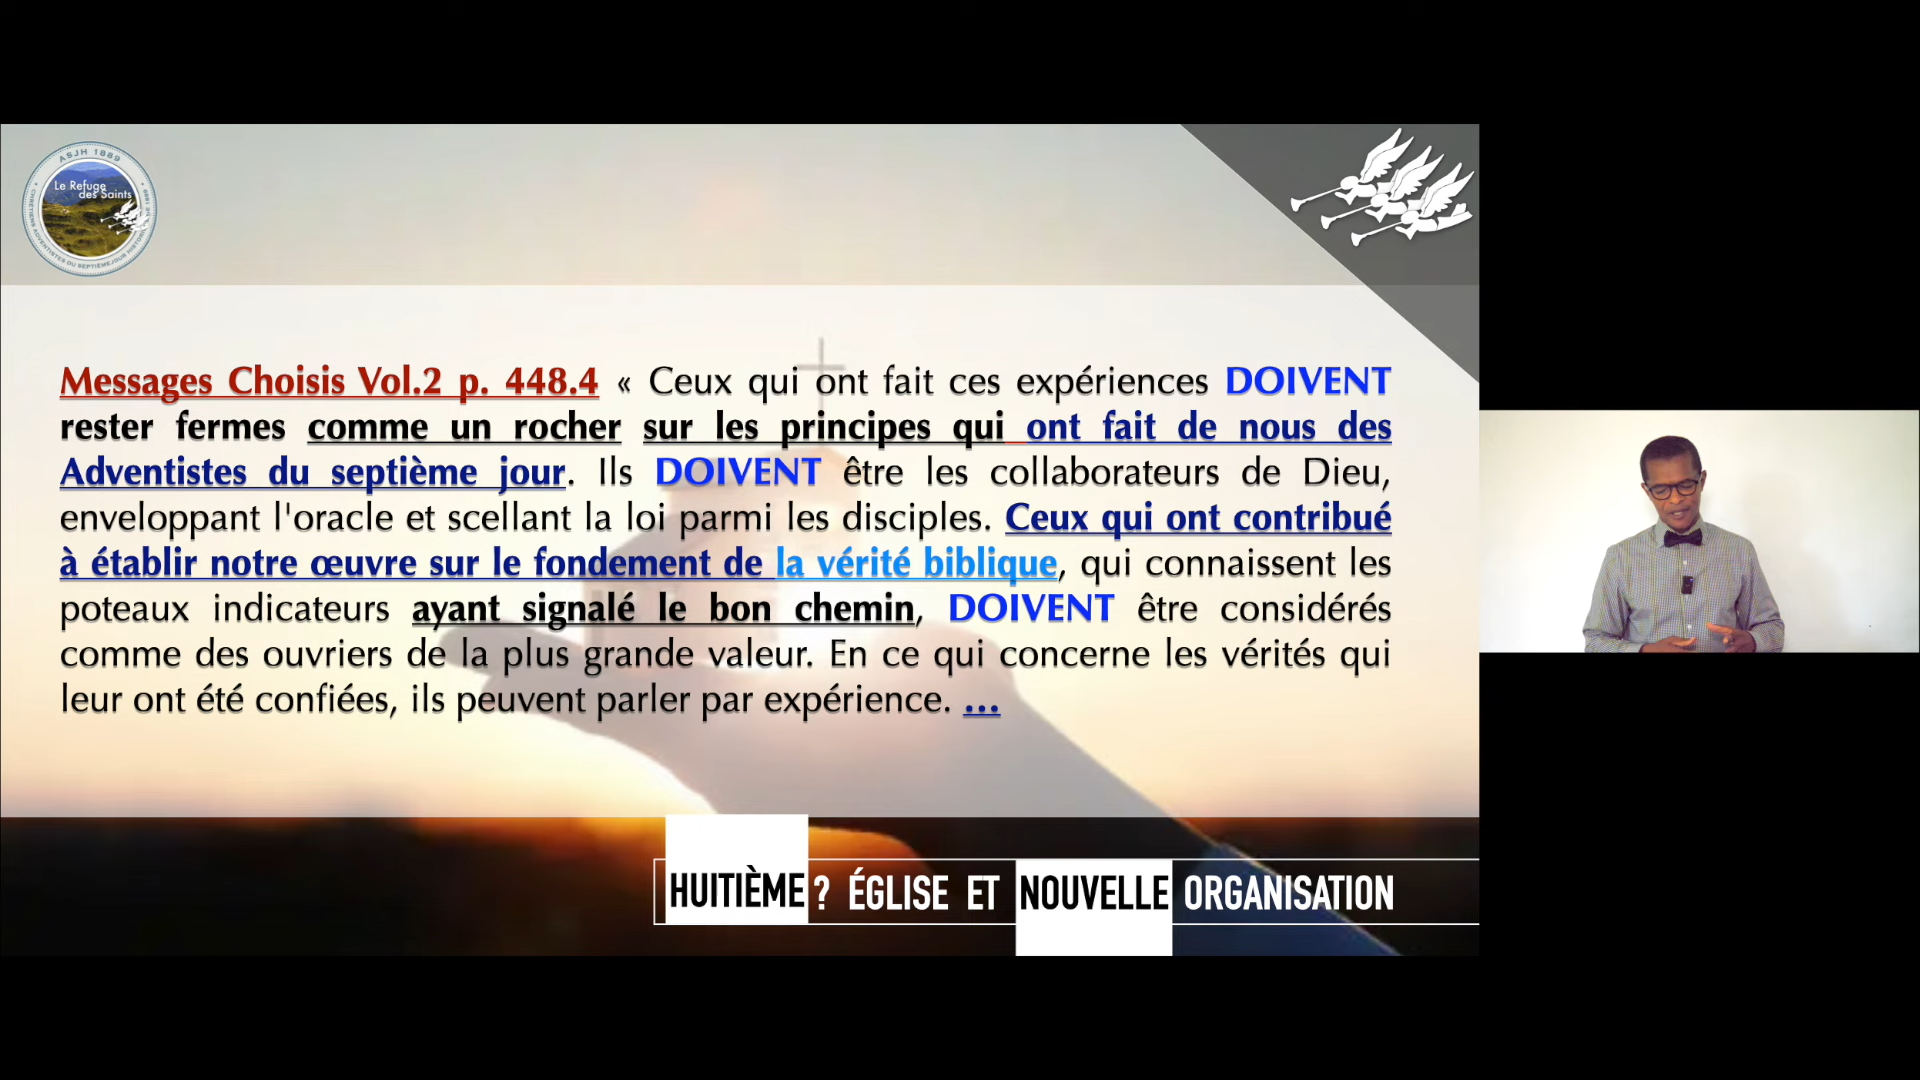 ASJH 1889
Le Refuge
des Saints
CHRÉTIENS ADVENTISTES DU SEPTIÈME JOUR
Messages Choisis Vol.2 p. 448.4 « Ceux qui ont fait ces expériences DOIVENT
rester fermes comme un rocher sur les principes qui ont fait de nous des
Adventistes du septième jour. Ils DOIVENT être les collaborateurs de Dieu,
enveloppant l'oracle et scellant la loi parmi les disciples. Ceux qui ont contribué
à établir notre œuvre sur le fondement de la vérité biblique, qui connaissent les
poteaux indicateurs ayant signalé le bon chemin, DOIVENT être considérés
comme des ouvriers de la plus grande valeur. En ce qui concerne les vérités qui
leur ont été confiées, ils peuvent parler par expérience. ...
HUITIÈME ? ÉGLISE ET NOUVELLE ORGANISATION